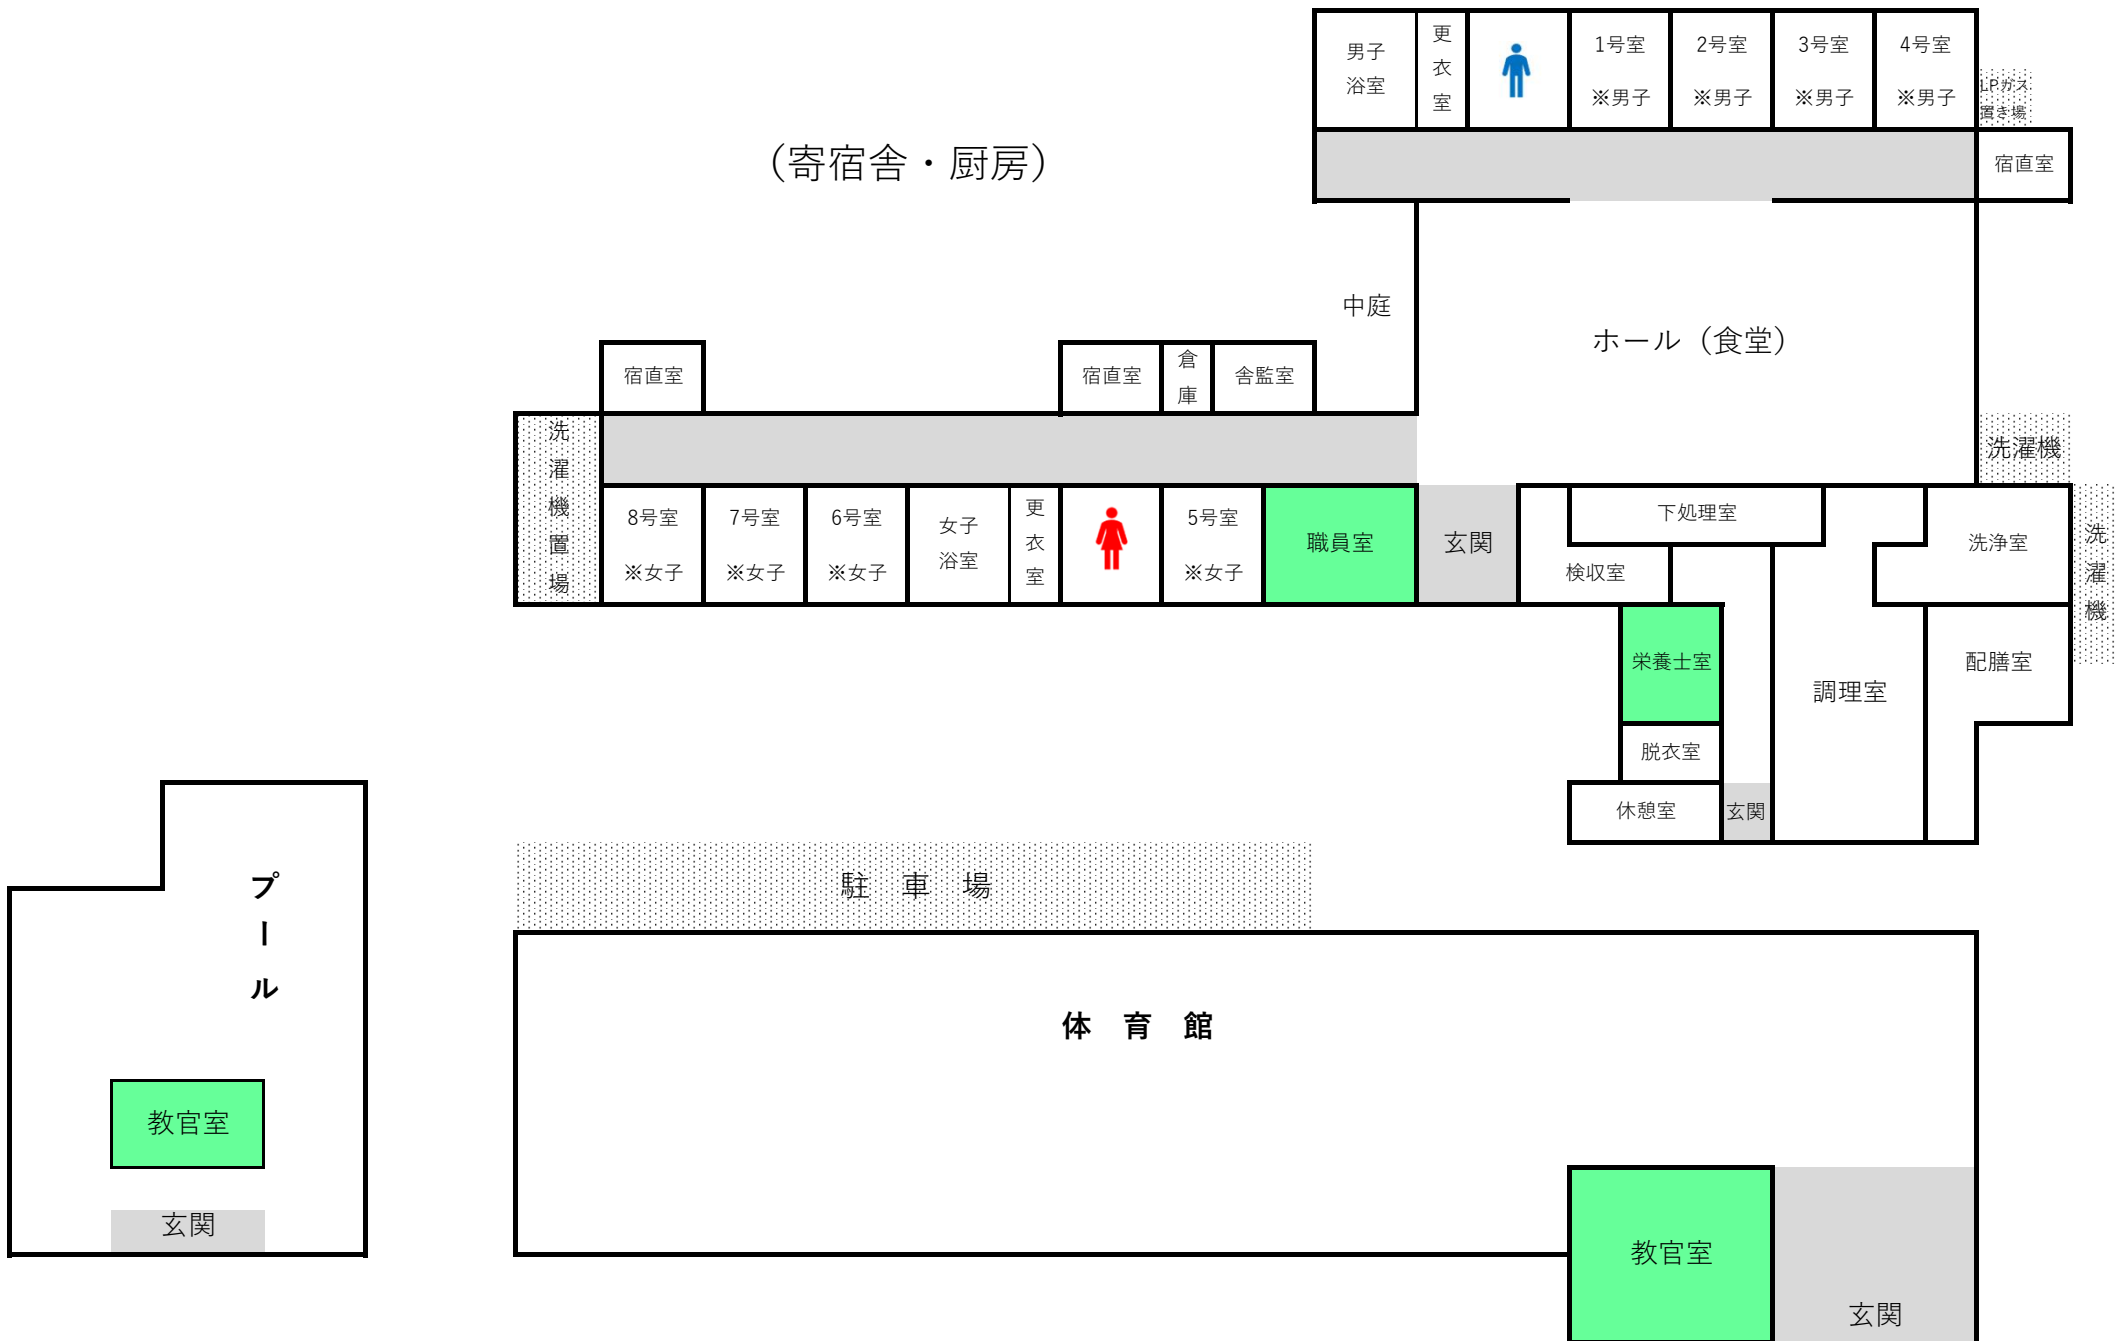 男子
浴室
更
衣
室
1号室
※男子
2号室
※男子
3号室
※男子
4号室
※男子
LPガス
置き場
(寄宿舎・厨房)
宿直室
中庭
ホール（食堂）
宿直室
宿直室
倉
庫
舎監室
洗
濯
機
置
場
洗濯機
8号室
※女子
7号室
※女子
6号室
※女子
女子
浴室
更
衣
室
5号室
※女子
職員室
玄関
下処理室
検収室
洗浄室
洗
濯
機
栄養士室
調理室
配膳室
脱衣室
休憩室
玄関
プ
ー
ル
駐　車　場
体　育　館
教官室
玄関
教官室
玄関